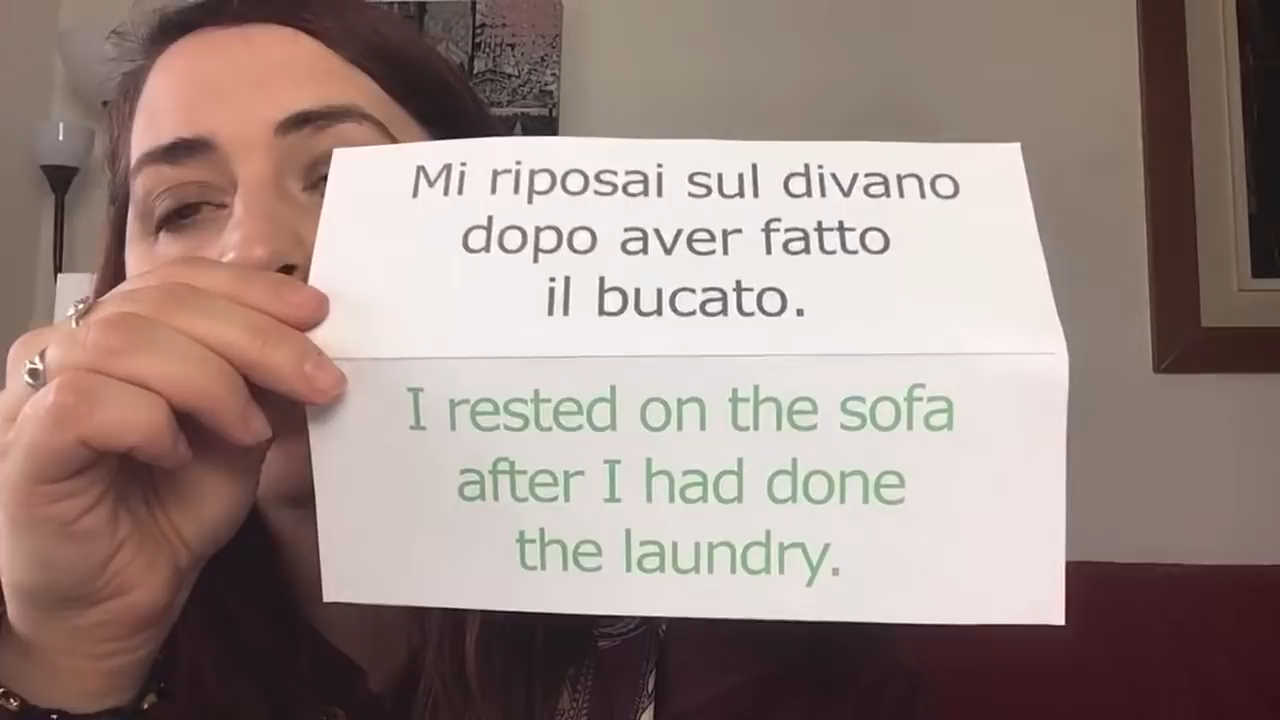 Mi riposai sul divano
dopo aver fatto
il bucato.
I rested on the sofa
after I had done
the laundry.